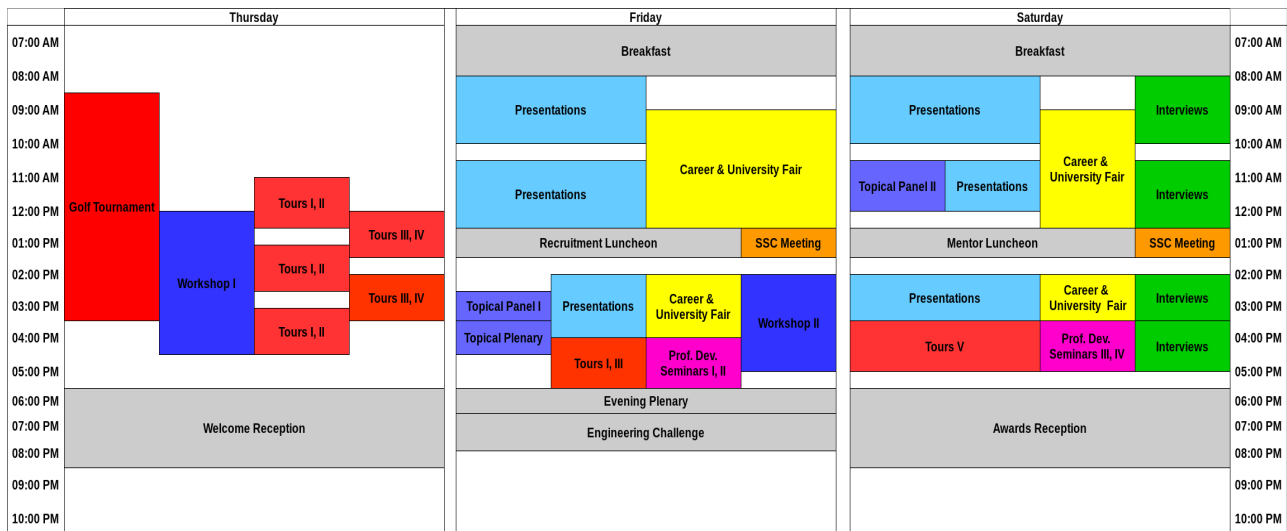 Thursday
Friday
Saturday
07:00 AM
08:00 AM
09:00 AM
10:00 AM
11:00 AM
12:00 PM
01:00 PM
02:00 PM
03:00 PM
04:00 PM
05:00 PM
06:00 PM
07:00 PM
08:00 PM
09:00 PM
10:00 PM
Golf Tournament
Workshop I
Tours I, II
Tours I, II
Tours I, II
Tours III, IV
Tours III, IV
Welcome Reception
Breakfast
Presentations
Career & University Fair
Presentations
Recruitment Luncheon
SSC Meeting
Topical Panel I
Topical Plenary
Presentations
Tours I, III
Career &
University Fair
Prof. Dev.
Seminars I, II
Workshop II
Evening Plenary
Engineering Challenge
Breakfast
Presentations
Career &
University Fair
Interviews
Topical Panel II
Presentations
Interviews
Mentor Luncheon
SSC Meeting
Presentations
Career &
University Fair
Interviews
Tours V
Prof. Dev.
Seminars III, IV
Interviews
Awards Reception
07:00 AM
08:00 AM
09:00 AM
10:00 AM
11:00 AM
12:00 PM
01:00 PM
02:00 PM
03:00 PM
04:00 PM
05:00 PM
06:00 PM
07:00 PM
08:00 PM
09:00 PM
10:00 PM